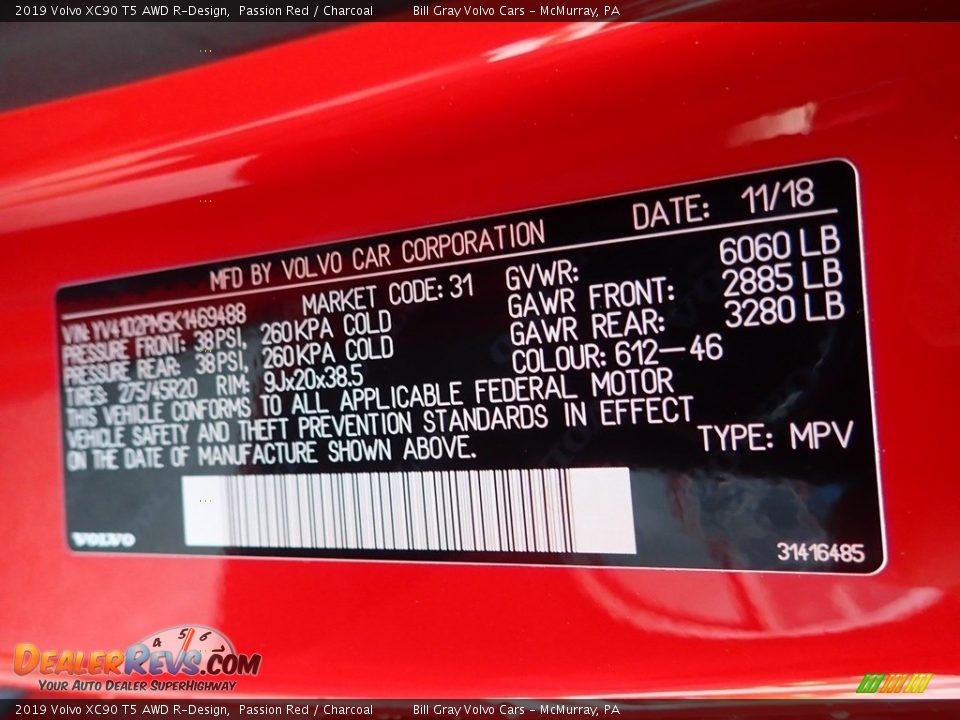 2019 Volvo XC90 T5 AWD R-Design, Passion Red / Charcoal Bill Gray Volvo Cars - McMurray, PA
MFD BY VOLVO CAR CORPORATION DATE: 11/18
VIN: YV4102PM5K1469488 MARKET CODE: 31 GVWR: 6060 LB
PRESSURE FRONT: 38PSI, 260KPA COLD GAWR FRONT: 2885 LB
PRESSURE REAR: 38PSI, 260KPA COLD GAWR REAR: 3280 LB
TIRES: 275/45R20 RIM: 9Jx20x38.5 COLOUR: 612-46
THIS VEHICLE CONFORMS TO ALL APPLICABLE FEDERAL MOTOR
VEHICLE SAFETY AND THEFT PREVENTION STANDARDS IN EFFECT
ON THE DATE OF MANUFACTURE SHOWN ABOVE. TYPE: MPV
VOLVO
31416485
4 5 6
DealerRevs.com
Your Auto Dealer SuperHighway
2019 Volvo XC90 T5 AWD R-Design, Passion Red / Charcoal Bill Gray Volvo Cars - McMurray, PA